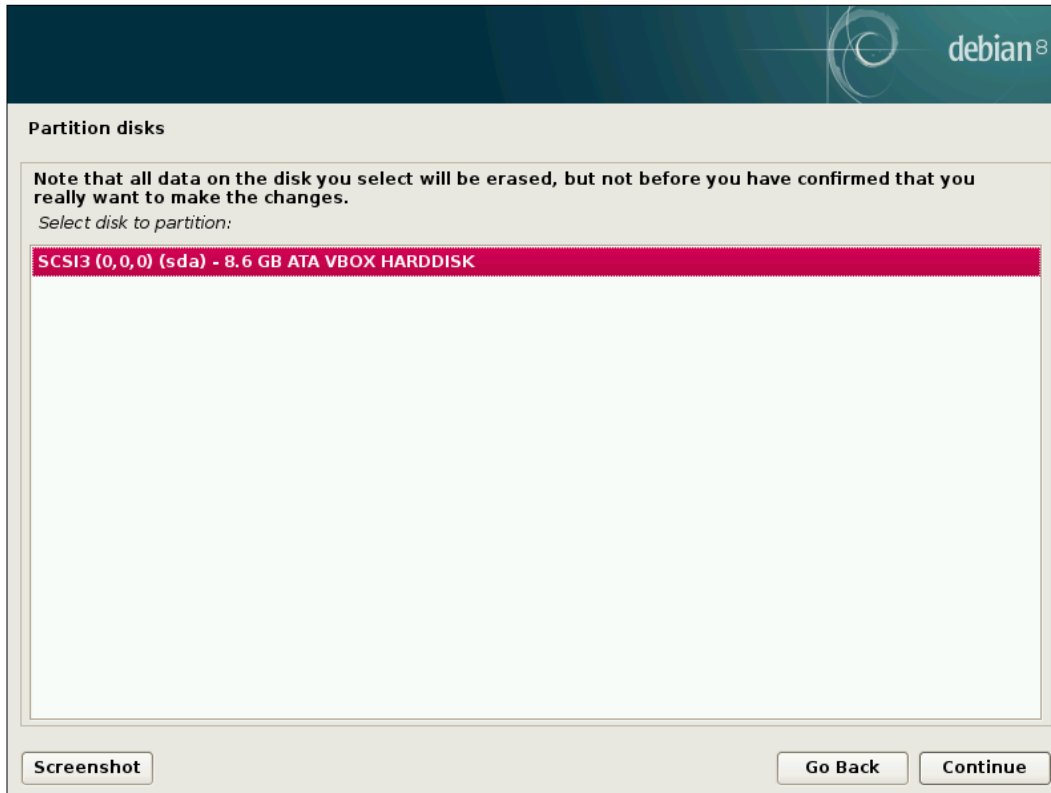 debian 8
Partition disks
Note that all data on the disk you select will be erased, but not before you have confirmed that you
really want to make the changes.
Select disk to partition:
SCSI3 (0,0,0) (sda) - 8.6 GB ATA VBOX HARDDISK
Screenshot
Go Back
Continue